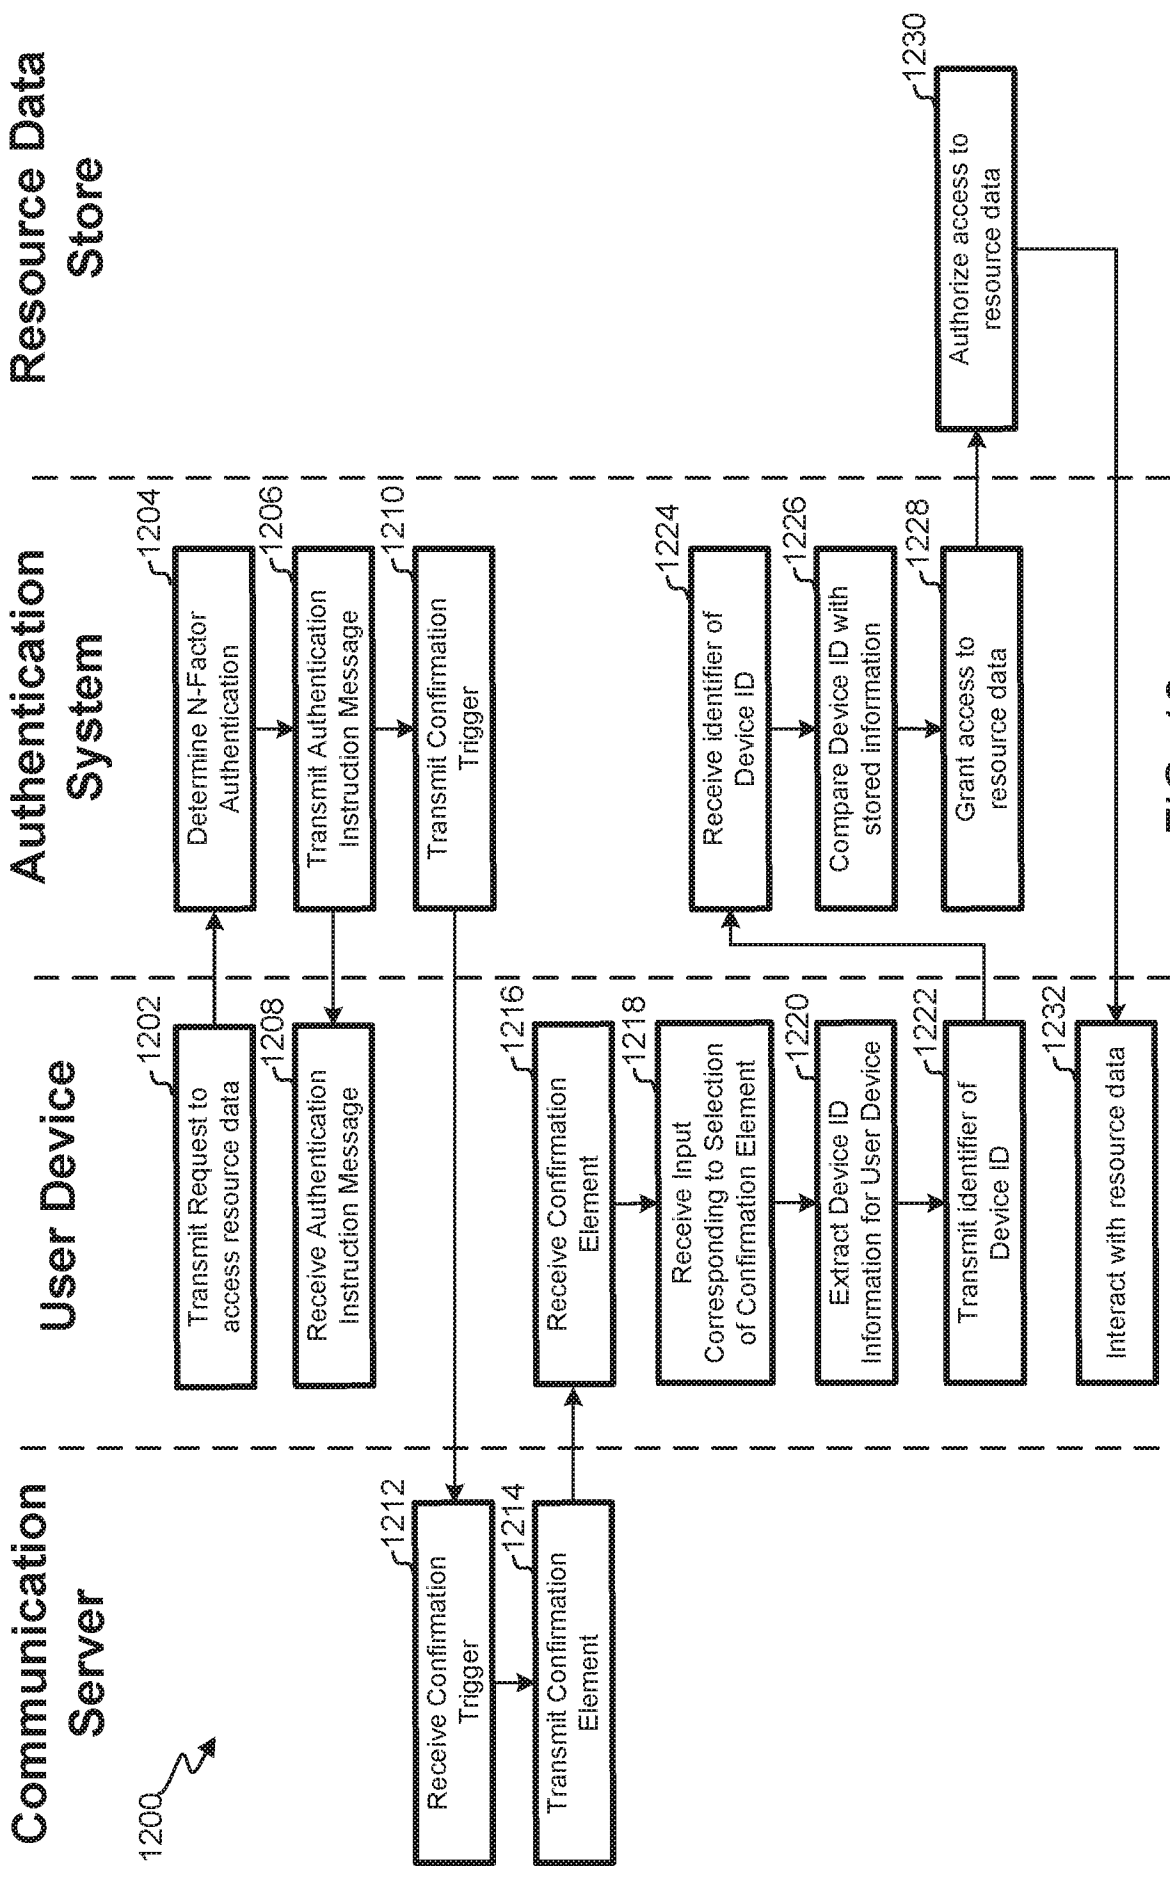 Communication
Server
User Device
Authentication
System
Resource Data
Store
1200
1202
Transmit Request to
access resource data
1204
Determine N-Factor
Authentication
1206
Transmit Authentication
Instruction Message
1208
Receive Authentication
Instruction Message
1210
Transmit Confirmation
Trigger
1212
Receive Confirmation
Trigger
1214
Transmit Confirmation
Element
1216
Receive Confirmation
Element
1218
Receive Input
Corresponding to Selection
of Confirmation Element
1220
Extract Device ID
Information for User Device
1222
Transmit identifier of
Device ID
1224
Receive identifier of
Device ID
1226
Compare Device ID with
stored information
1228
Grant access to
resource data
1230
Authorize access to
resource data
1232
Interact with resource data